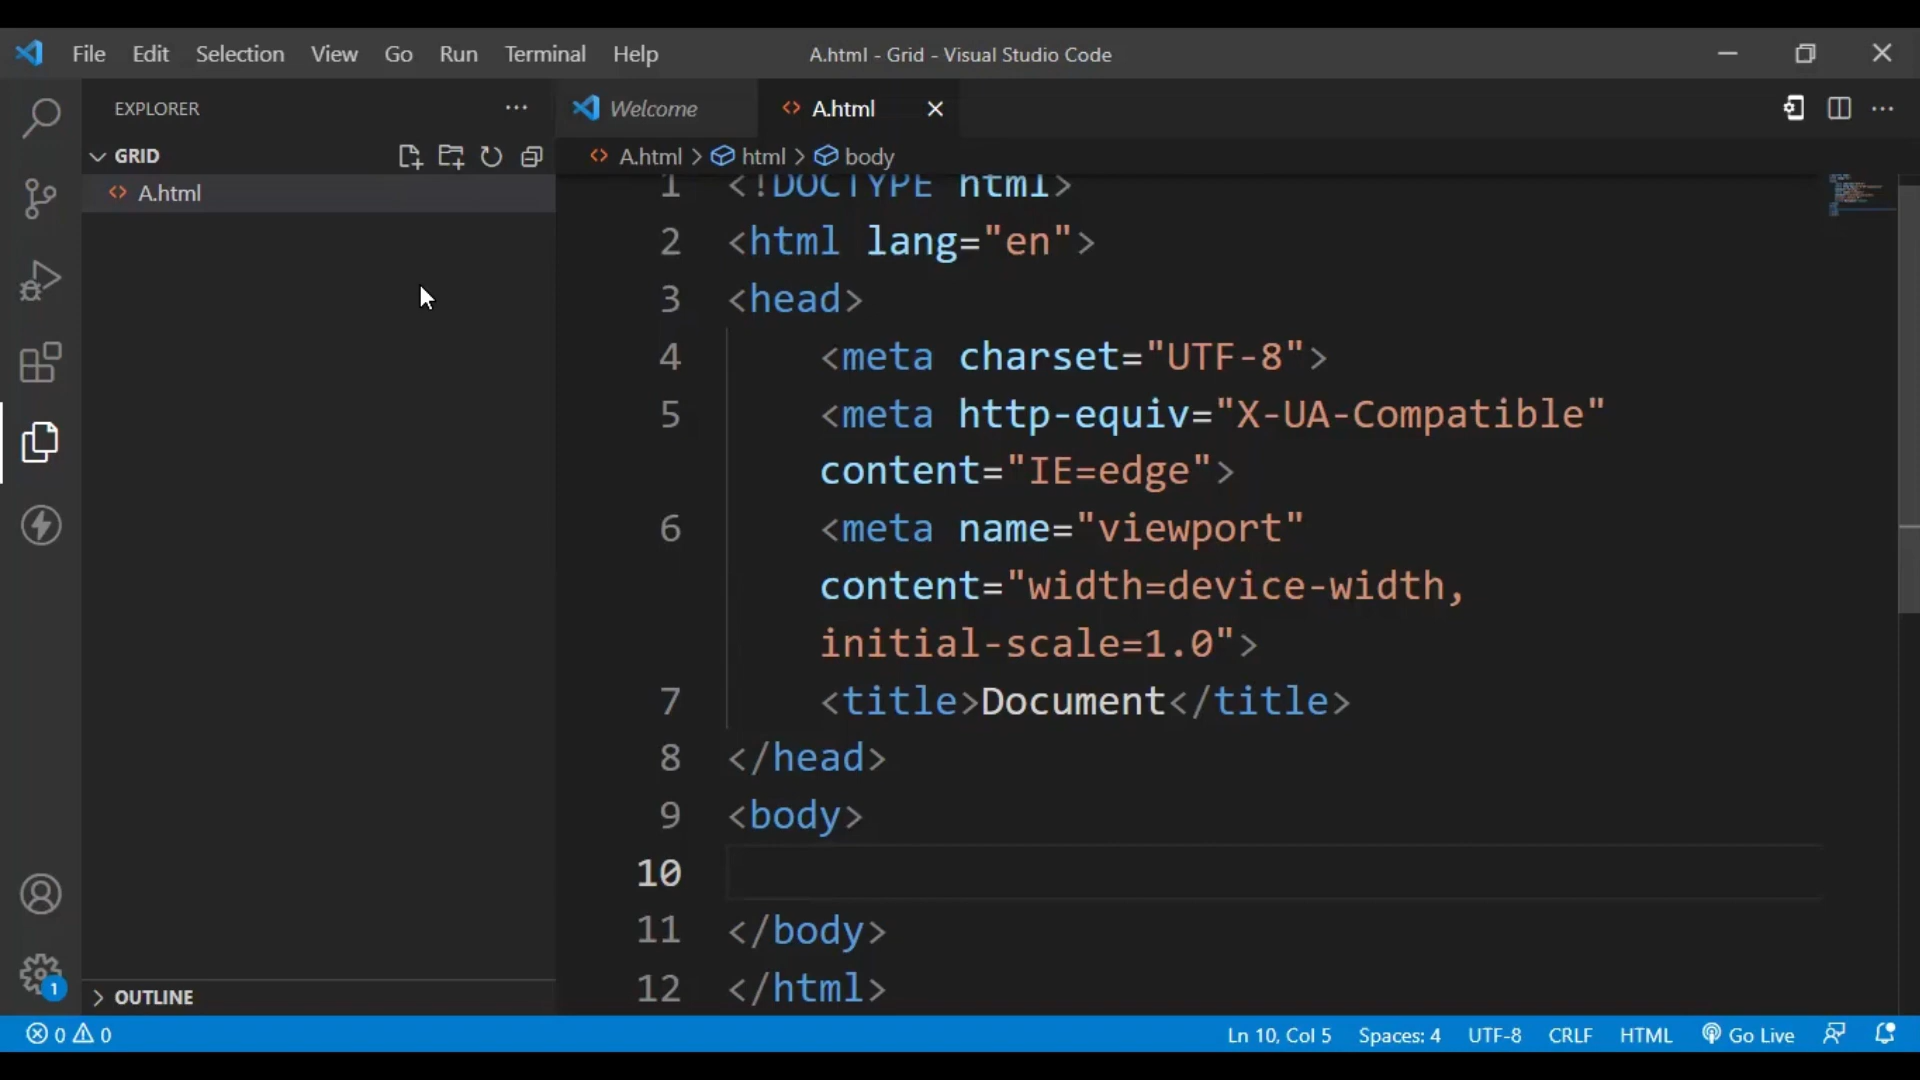 File Edit Selection View Go Run Terminal Help A.html - Grid - Visual Studio Code
EXPLORER
GRID
A.html
OUTLINE
Welcome A.html
A.html > html > body
1 <!DOCTYPE html>
2 <html lang="en">
3 <head>
4 <meta charset="UTF-8">
5 <meta http-equiv="X-UA-Compatible"
content="IE=edge">
6 <meta name="viewport"
content="width=device-width,
initial-scale=1.0">
7 <title>Document</title>
8 </head>
9 <body>
10
11 </body>
12 </html>
1
0 0 Ln 10, Col 5 Spaces: 4 UTF-8 CRLF HTML Go Live